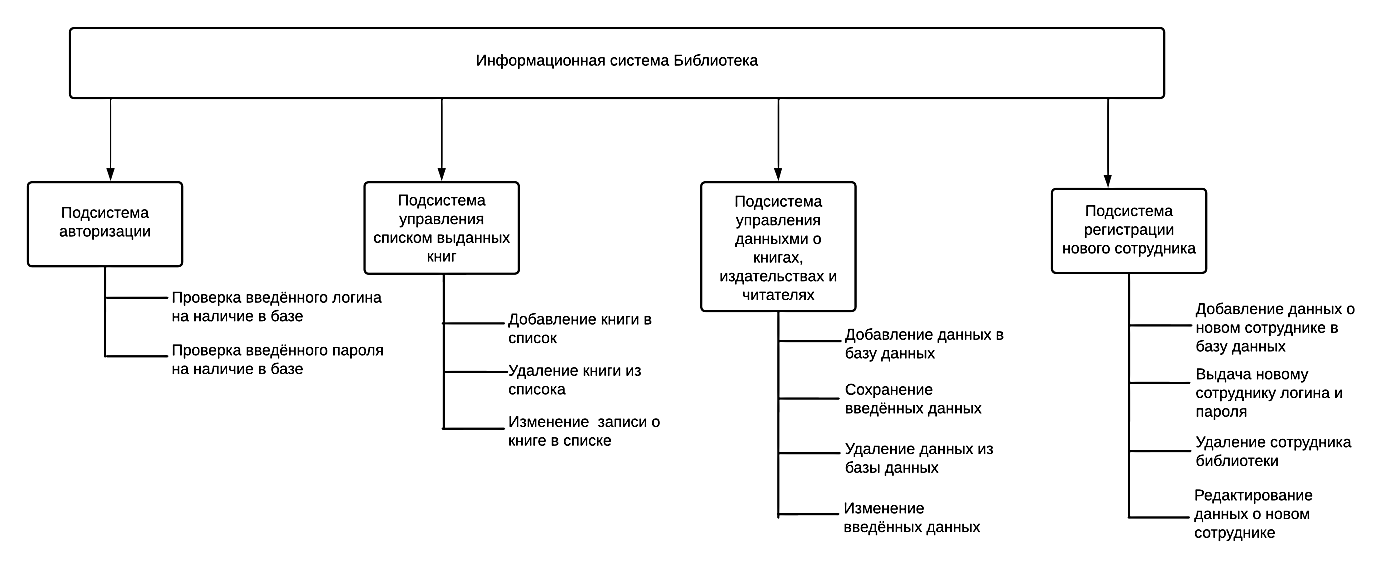 Информационная система Библиотека
Подсистема
авторизации
Проверка введённого логина
на наличие в базе
Проверка введённого пароля
на наличие в базе
Подсистема
управления
списком выданных
книг
Добавление книги в
список
Удаление книги из
списока
Изменение записи о
книге в списке
Подсистема
управления
данныхми о
книгах,
издательствах и
читателях
Добавление данных в
базу данных
Сохранение
введённых данных
Удаление данных из
базы данных
Изменение
введённых данных
Подсистема
регистрации
нового сотрудника
Добавление данных о
новом сотруднике в
базу данных
Выдача новому
сотруднику логина и
пароля
Удаление сотрудника
библиотеки
Редактирование
данных о новом
сотруднике